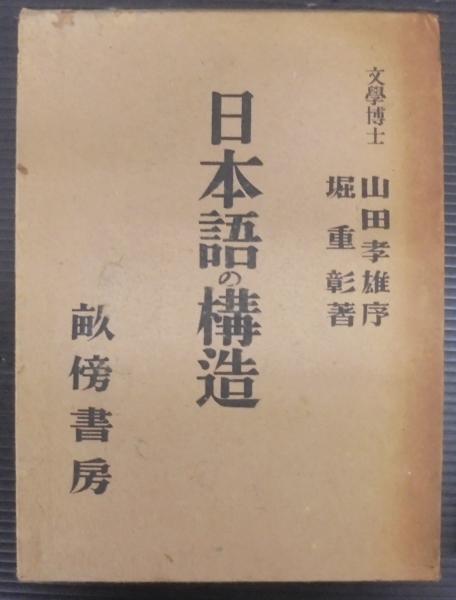 文學博士 山田孝雄序
堀重彰著
日本語の構造
畝傍書房